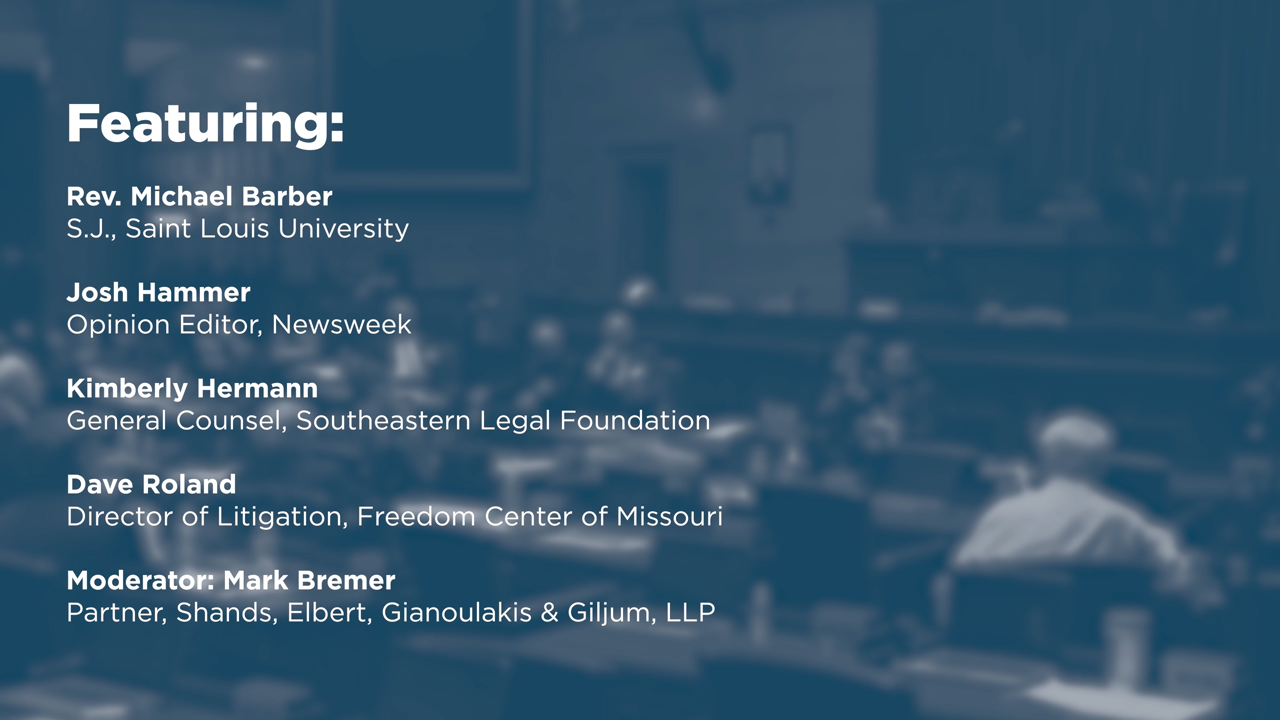 Featuring:
Rev. Michael Barber
S.J., Saint Louis University
Josh Hammer
Opinion Editor, Newsweek
Kimberly Hermann
General Counsel, Southeastern Legal Foundation
Dave Roland
Director of Litigation, Freedom Center of Missouri
Moderator: Mark Bremer
Partner, Shands, Elbert, Gianoulakis & Giljum, LLP